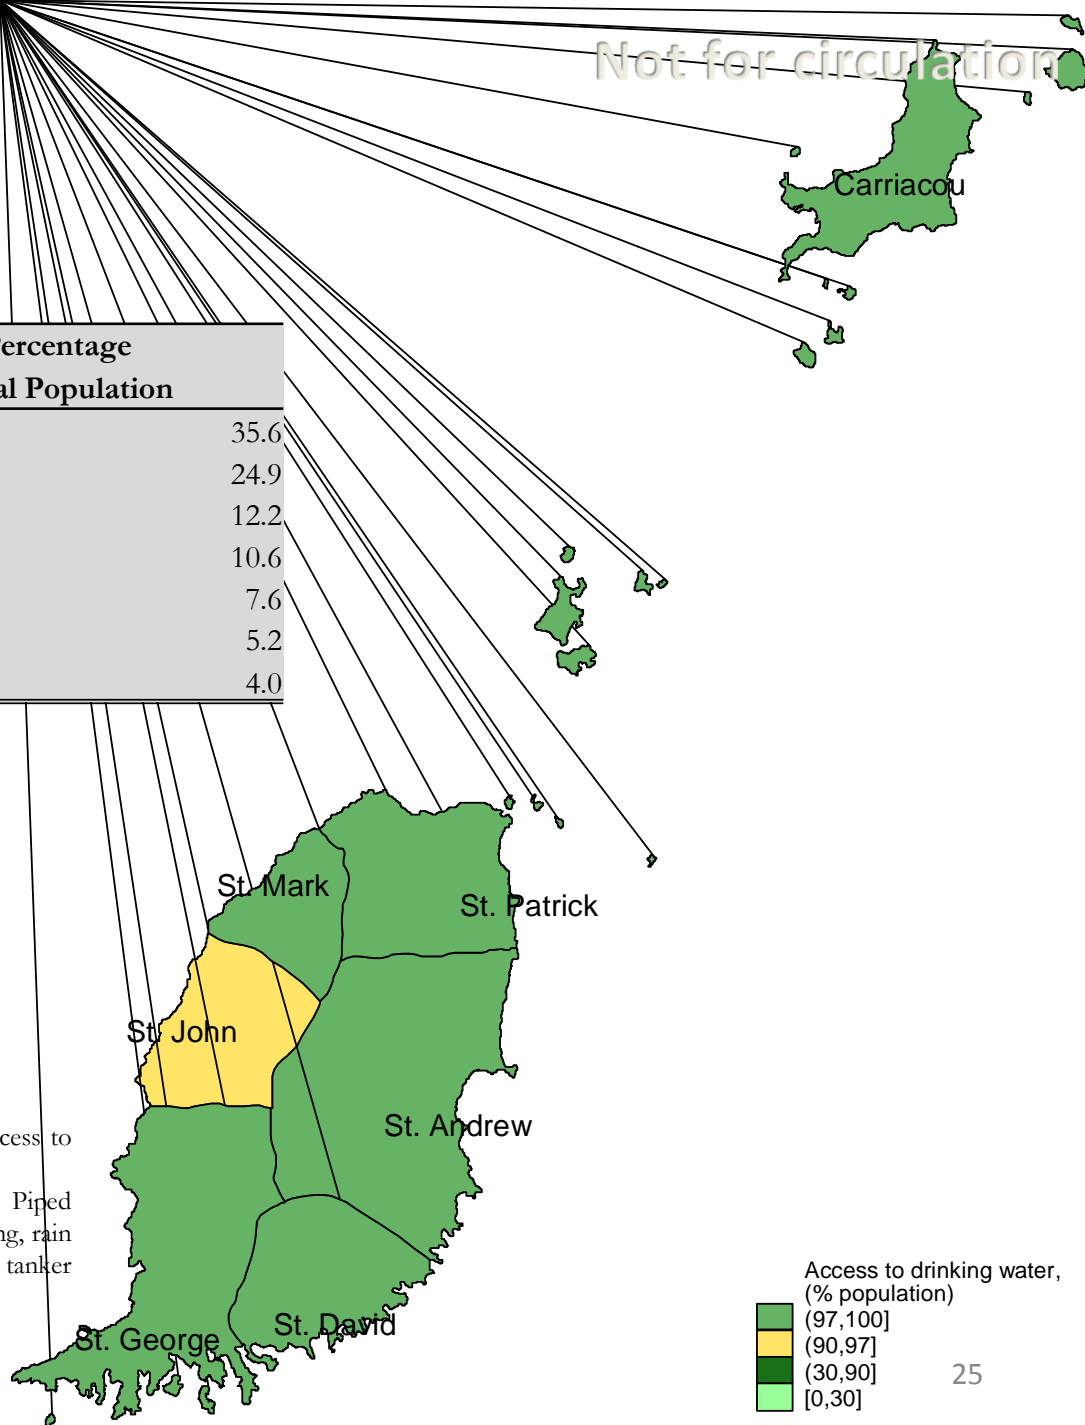 Not for circulation
Carriacou
Percentage
al Population
35.6
24.9
12.2
10.6
7.6
5.2
4.0
St. Mark
St. Patrick
St. John
St. Andrew
cess to
Piped
ng, rain
tanker
St. George
St. David
Access to drinking water,
(% population)
(97,100]
(90,97]
(30,90]
[0,30]
25